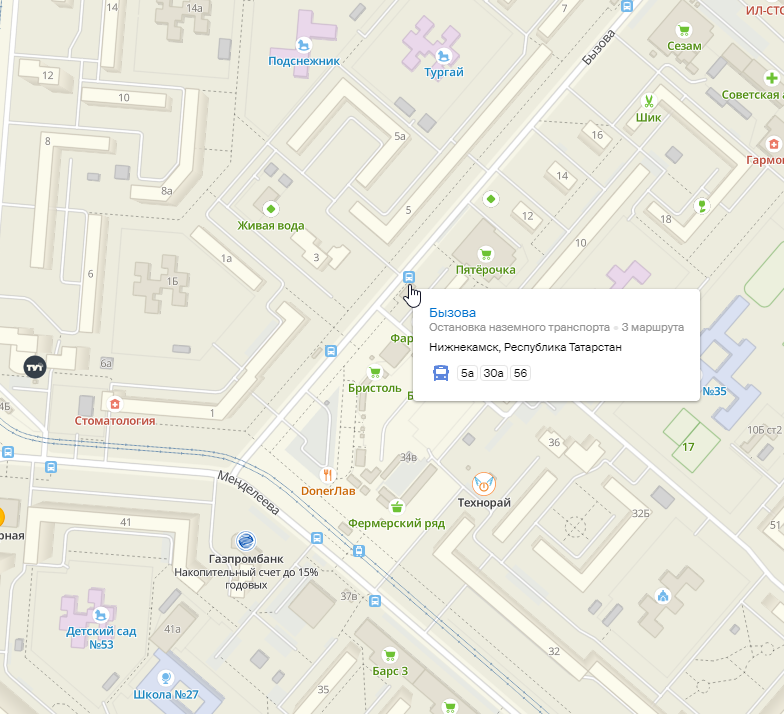 7
14
14а
ИЛ-СТО
Сезам
Подснежник
Тургай
Бызова
12
10
Советская а
Шик
8
5а
16
Гармо
8а
14
5
18
12
Живая вода
10
1а
3
Пятёрочка
6
1Б
Бызова
Остановка наземного транспорта • 3 маршрута
Нижнекамск, Республика Татарстан
5а 30а 56
Фар
TVT
6а
Бристоль
Б
№35
4Б
1
Стоматология
10Б ст2
36
17
34в
Менделеева
DonerЛав
Технорай
Фермерский ряд
32Б
41
51
рная
Газпромбанк
Накопительный счет до 15%
годовых
37в
Детский сад
№53
41а
32
Барс 3
Школа №27
35